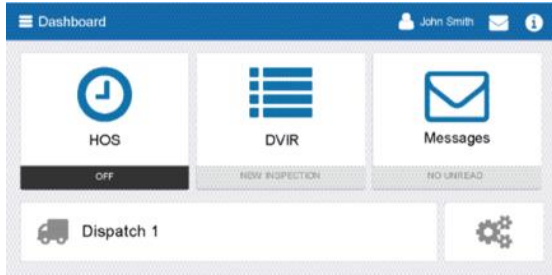 Dashboard
John Smith
HOS
DVIR
Messages
OFF
NEW INSPECTION
NO UNREAD
Dispatch 1